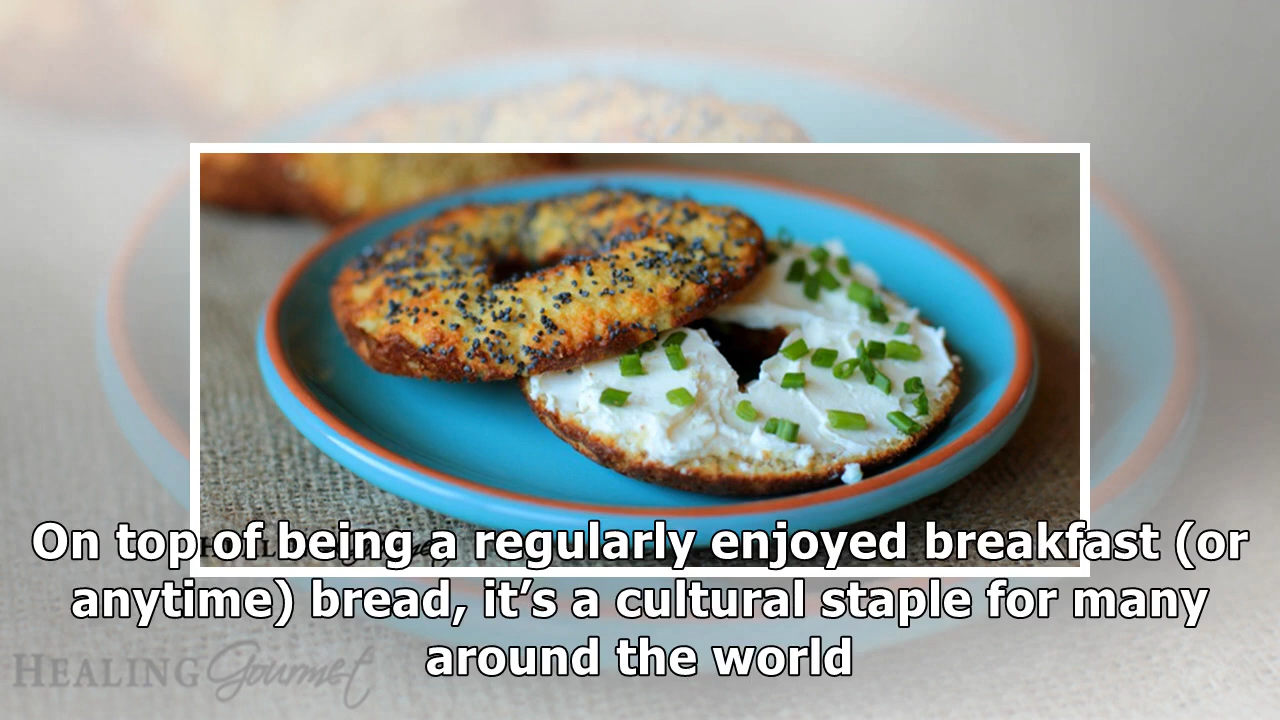 On top of being a regularly enjoyed breakfast (or
anytime) bread, it’s a cultural staple for many
around the world
HEALING Gourmet